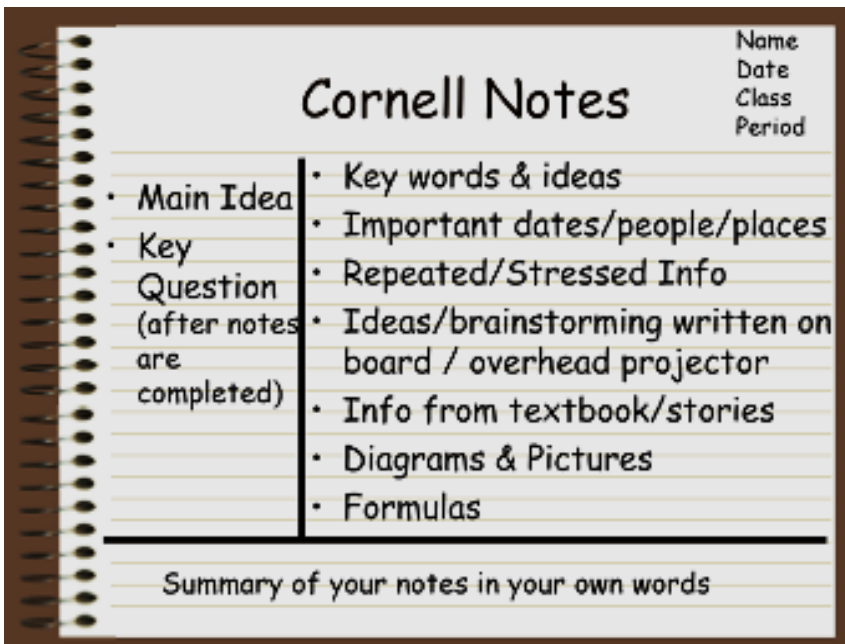 Name
Date
Class
Period
Cornell Notes
• Main Idea
• Key
Question
(after notes
are
completed)
• Key words & ideas
• Important dates/people/places
• Repeated/Stressed Info
• Ideas/brainstorming written on
board / overhead projector
• Info from textbook/stories
• Diagrams & Pictures
• Formulas
Summary of your notes in your own words